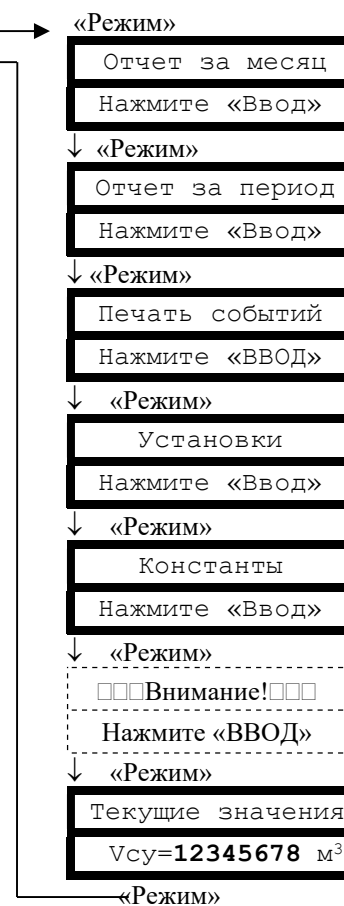 «Режим»
Отчет за месяц
Нажмите «Ввод»
↓ «Режим»
Отчет за период
Нажмите «Ввод»
↓ «Режим»
Печать событий
Нажмите «ВВОД»
↓ «Режим»
Установки
Нажмите «Ввод»
↓ «Режим»
Константы
Нажмите «Ввод»
↓ «Режим»
□□□Внимание!□□□
Нажмите «ВВОД»
↓ «Режим»
Текущие значения
Vсу=12345678 м³
«Режим»